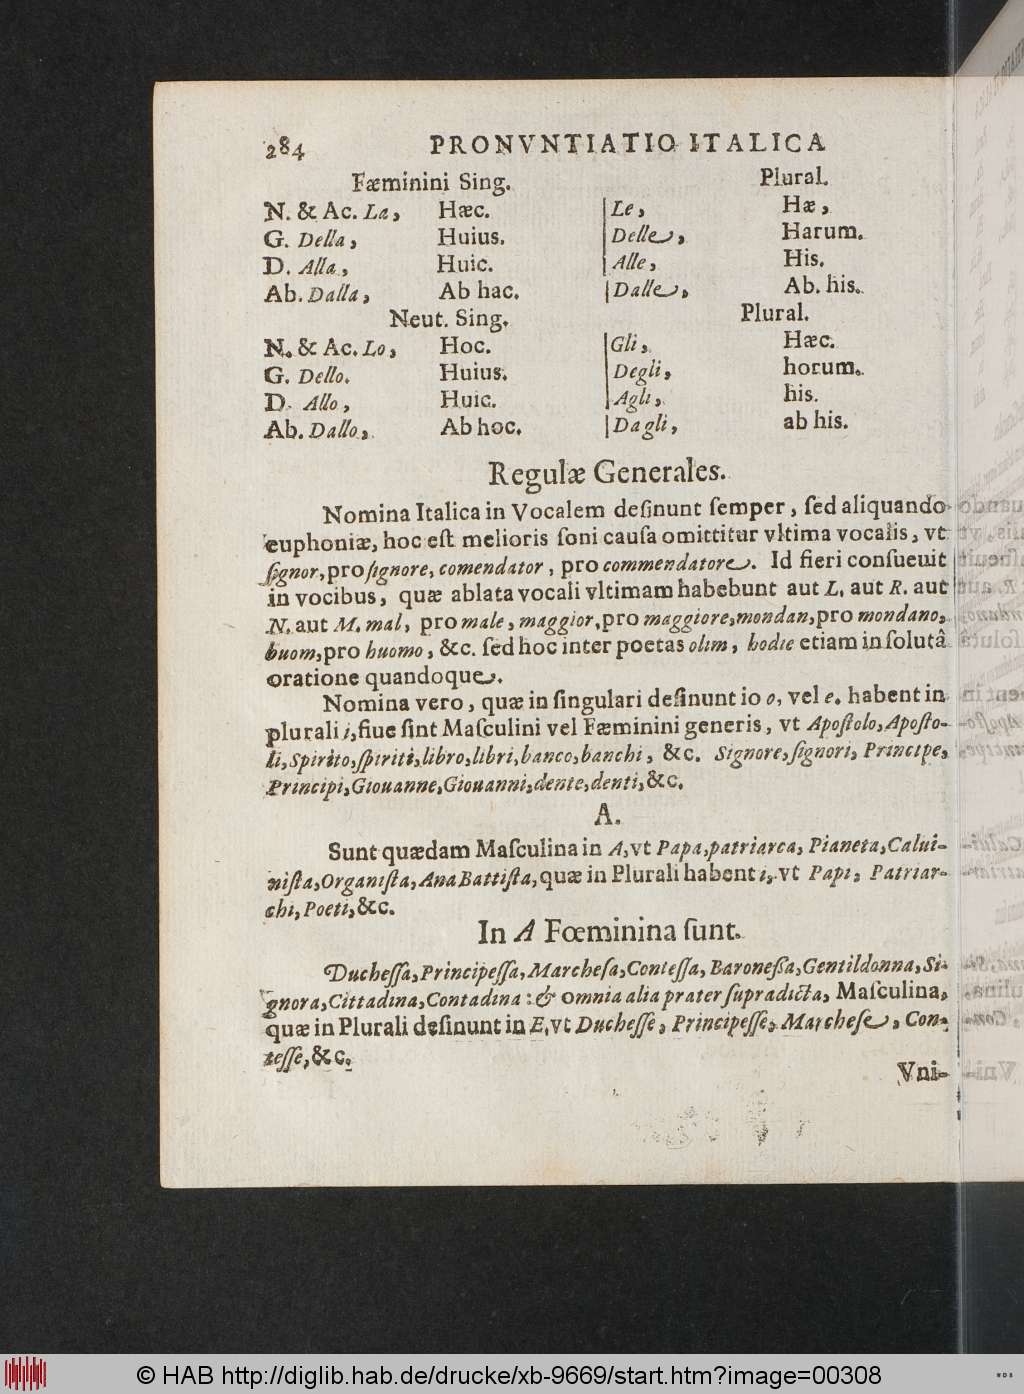 284 PRONVNTIATIO ITALICA
Fæminini Sing. Plural.
N. & Ac. La, Hæc. Le, Hæ,
G. Della, Huius. Delle, Harum.
D. Alla, Huic. Alle, His.
Ab. Dalla, Ab hac. Dalle, Ab. his.
Neut. Sing. Plural.
N. & Ac. Lo, Hoc. Gli, Hæc.
G. Dello. Huius. Degli, horum.
D. Allo, Huic. Agli, his.
Ab. Dallo, Ab hoc. Dagli, ab his.
Regulæ Generales.
Nomina Italica in Vocalem deſinunt ſemper, ſed aliquando
euphoniæ, hoc eſt melioris ſoni cauſa omittitur vltima vocalis, vt
ſignor, pro ſignore, comendator, pro commendatore. Id fieri conſueuit
in vocibus, quæ ablata vocali vltimam habebunt aut L. aut R. aut
N. aut M. mal, pro male, maggior, pro maggiore, mondan, pro mondano,
huom, pro huomo, &c. ſed hoc inter poetas olim, hodie etiam in ſolutâ
oratione quandoque.
Nomina vero, quæ in ſingulari deſinunt io o, vel e. habent in
plurali i, ſiue ſint Maſculini vel Fæminini generis, vt Apoſtolo, Apoſto-
li, Spirito, ſpiriti, libro, libri, banco, banchi, &c. Signore, ſignori, Principe,
Principi, Giouanne, Giouanni, dente, denti, &c.
A.
Sunt quædam Maſculina in A, vt Papa, patriarca, Pianeta, Calui-
niſta, Organiſta, Ana Battiſta, quæ in Plurali habent i, vt Papi, Patriar-
chi, Poeti, &c.
In A Fœminina ſunt.
Ducheſſa, Principeſſa, Marcheſa, Conteſſa, Baroneſſa, Gentildonna, Si-
gnora, Cittadina, Contadina: & omnia alia præter ſupradicta, Maſculina,
quæ in Plurali deſinunt in E, vt Ducheſſe, Principeſſe, Marcheſe, Con-
teſſe, &c.
Vni-
© HAB http://diglib.hab.de/drucke/xb-9669/start.htm?image=00308